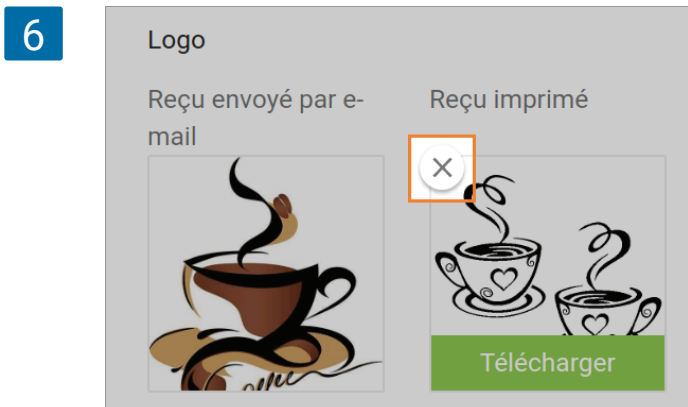 6
Logo
Reçu envoyé par e-
mail
Reçu imprimé
Télécharger